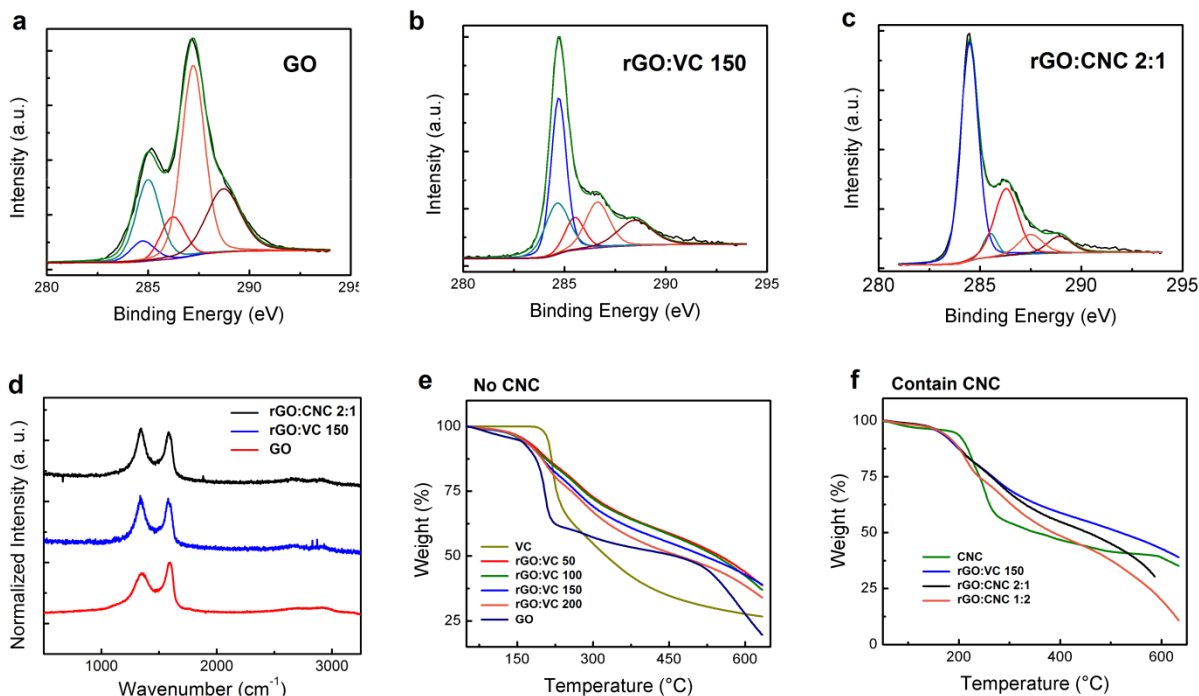 a
GO
Intensity (a.u.)
280 285 290 295
Binding Energy (eV)
b
rGO:VC 150
Intensity (a.u.)
280 285 290 295
Binding Energy (eV)
c
rGO:CNC 2:1
Intensity (a.u.)
280 285 290 295
Binding Energy (eV)
d
rGO:CNC 2:1
rGO:VC 150
GO
Normalized Intensity (a. u.)
1000 2000 3000
Wavenumber (cm-1)
e
No CNC
100
75
50
25
Weight (%)
VC
rGO:VC 50
rGO:VC 100
rGO:VC 150
rGO:VC 200
GO
150 300 450 600
Temperature (°C)
f
Contain CNC
100
75
50
25
0
Weight (%)
CNC
rGO:VC 150
rGO:CNC 2:1
rGO:CNC 1:2
200 400 600
Temperature (°C)